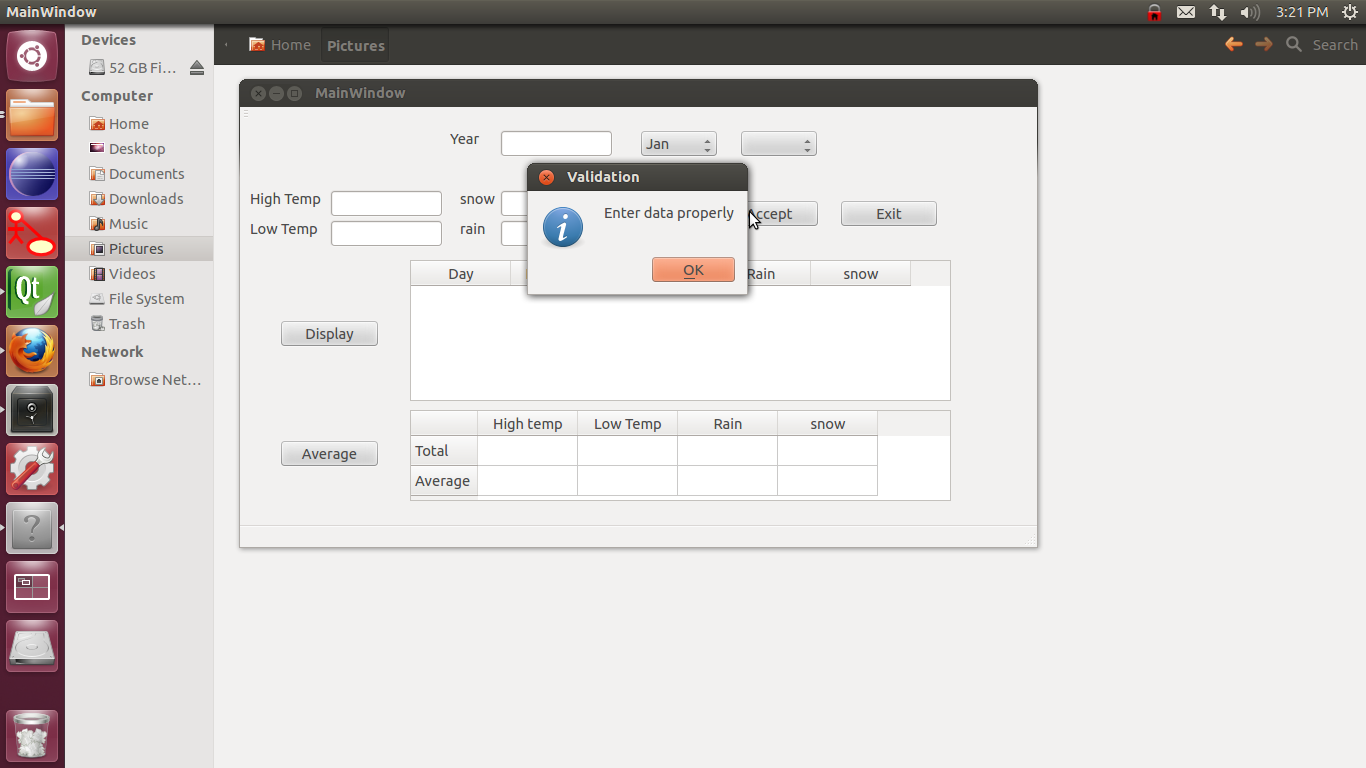 MainWindow
3:21 PM
Devices
52 GB Fi...
Computer
Home
Desktop
Documents
Downloads
Music
Pictures
Videos
File System
Trash
Network
Browse Net...
Home
Pictures
Search
MainWindow
Year
Jan
High Temp
snow
Low Temp
rain
Validation
Enter data properly
OK
ccept
Exit
Day
Rain
snow
Display
High temp
Low Temp
Rain
snow
Total
Average
Average
Qt